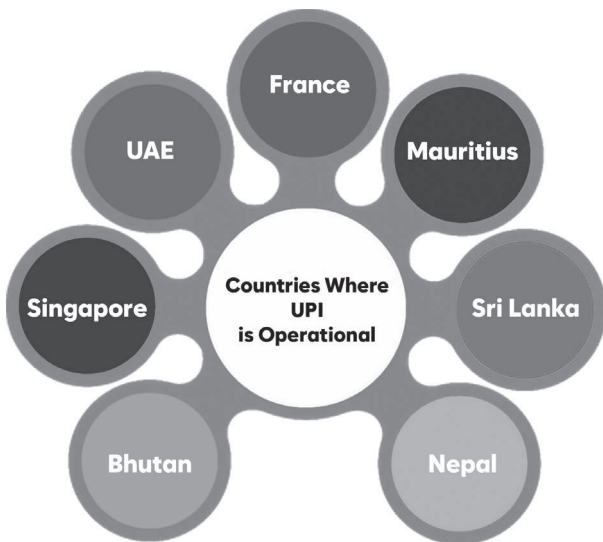 France
UAE
Mauritius
Singapore
Countries Where
UPI
is Operational
Sri Lanka
Bhutan
Nepal